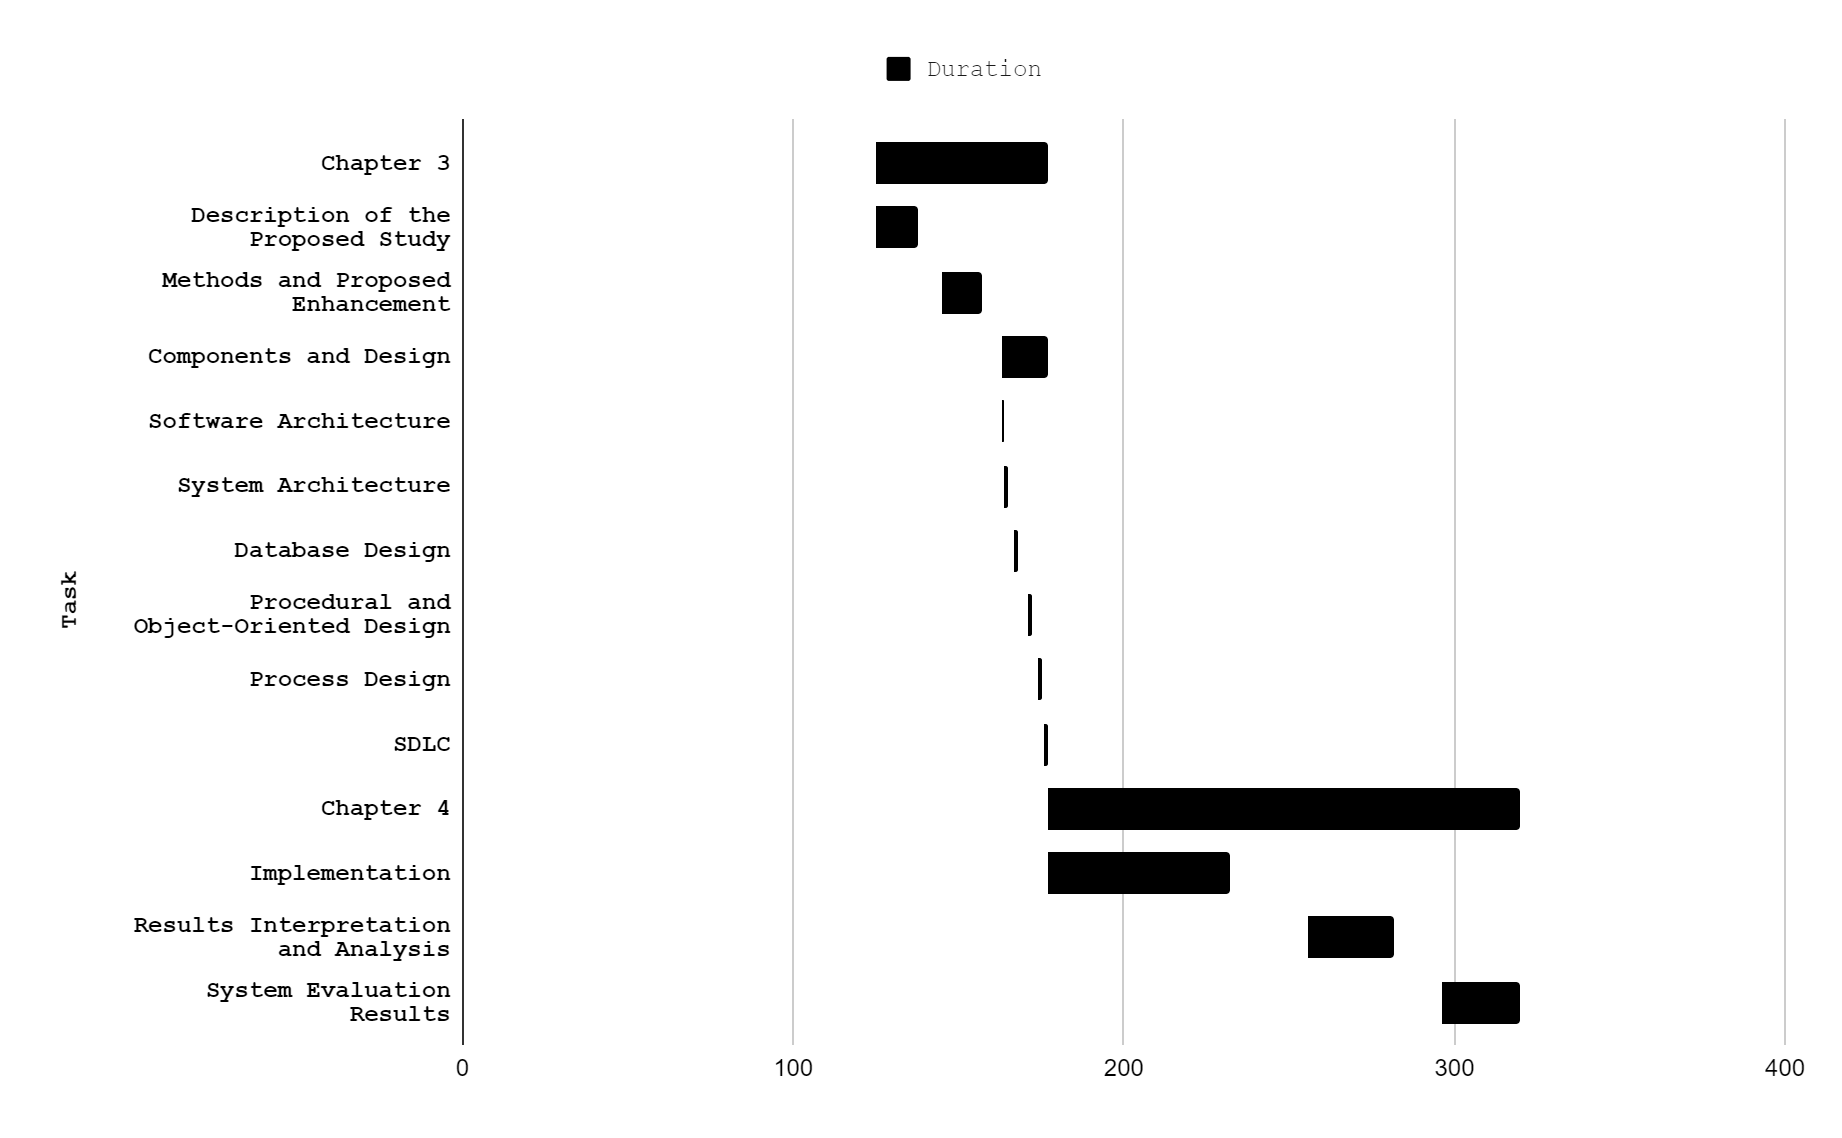 Duration
Chapter 3
Description of the
Proposed Study
Methods and Proposed
Enhancement
Components and Design
Software Architecture
System Architecture
Database Design
Procedural and
Object-Oriented Design
Process Design
SDLC
Chapter 4
Implementation
Results Interpretation
and Analysis
System Evaluation
Results
Task
0 100 200 300 400